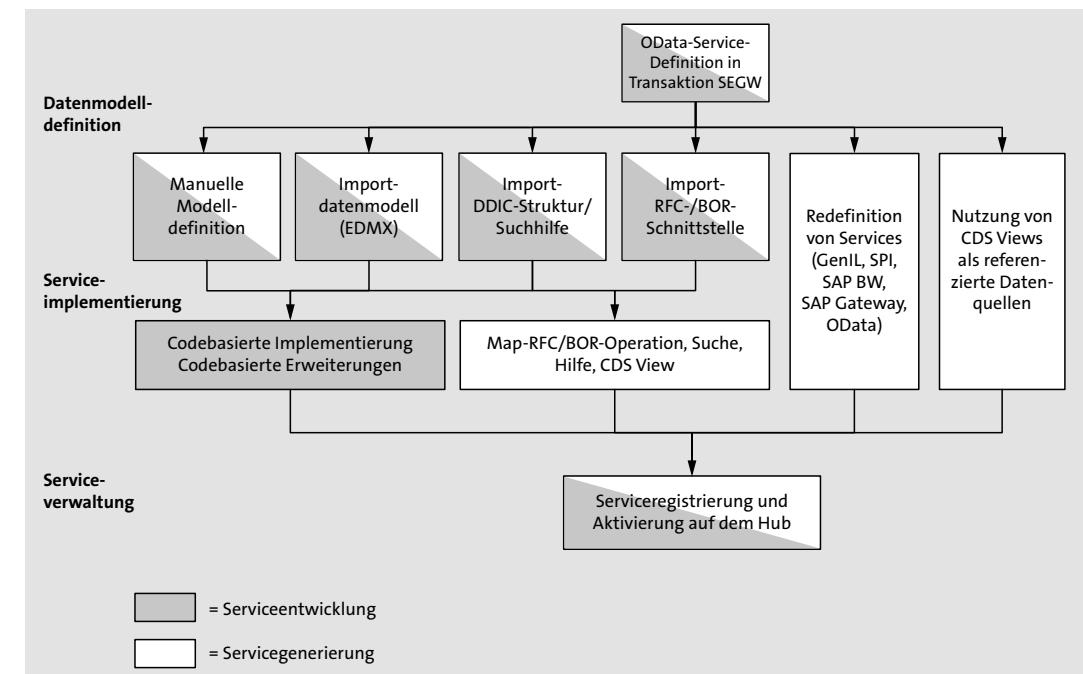 OData-Service-
Definition in
Transaktion SEGW
Datenmodell-
definition
Manuelle
Modell-
definition
Import-
datenmodell
(EDMX)
Import-
DDIC-Struktur/
Suchhilfe
Import-
RFC-/BOR-
Schnittstelle
Redefinition
von Services
(GenIL, SPI,
SAP BW,
SAP Gateway,
OData)
Nutzung von
CDS Views
als referen-
zierte Daten-
quellen
Service-
implementierung
Codebasierte Implementierung
Codebasierte Erweiterungen
Map-RFC/BOR-Operation, Suche,
Hilfe, CDS View
Service-
verwaltung
Serviceregistrierung und
Aktivierung auf dem Hub
= Serviceentwicklung
= Servicegenerierung